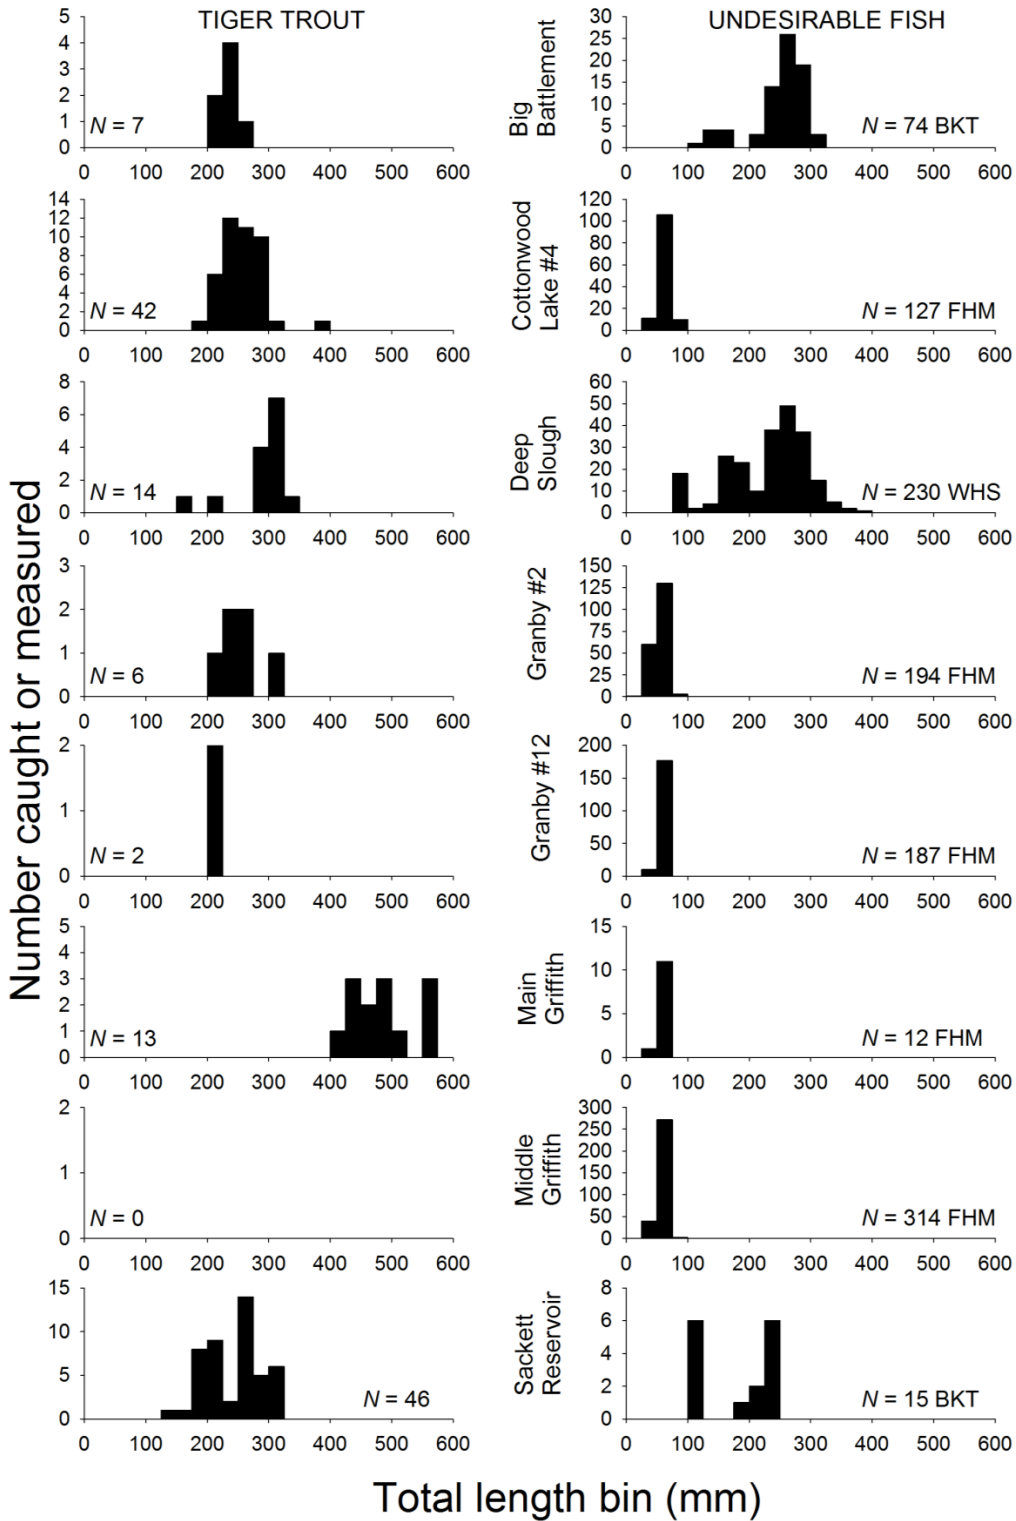 TIGER TROUT
UNDESIRABLE FISH
Number caught or measured
5
4
3
2
1
0
N = 7
0 100 200 300 400 500 600
Big
Battlement
30
25
20
15
10
5
0
N = 74 BKT
0 100 200 300 400 500 600
14
12
10
8
6
4
2
0
N = 42
0 100 200 300 400 500 600
Cottonwood
Lake #4
120
100
80
60
40
20
0
N = 127 FHM
0 100 200 300 400 500 600
8
6
4
2
0
N = 14
0 100 200 300 400 500 600
Deep
Slough
60
50
40
30
20
10
0
N = 230 WHS
0 100 200 300 400 500 600
3
2
1
0
N = 6
0 100 200 300 400 500 600
Granby #2
150
125
100
75
50
25
0
N = 194 FHM
0 100 200 300 400 500 600
2
1
0
N = 2
0 100 200 300 400 500 600
Granby #12
200
150
100
50
0
N = 187 FHM
0 100 200 300 400 500 600
5
4
3
2
1
0
N = 13
0 100 200 300 400 500 600
Main
Griffith
15
10
5
0
N = 12 FHM
0 100 200 300 400 500 600
2
1
0
N = 0
0 100 200 300 400 500 600
Middle
Griffith
300
250
200
150
100
50
0
N = 314 FHM
0 100 200 300 400 500 600
15
10
5
0
N = 46
0 100 200 300 400 500 600
Sackett
Reservoir
8
6
4
2
0
N = 15 BKT
0 100 200 300 400 500 600
Total length bin (mm)